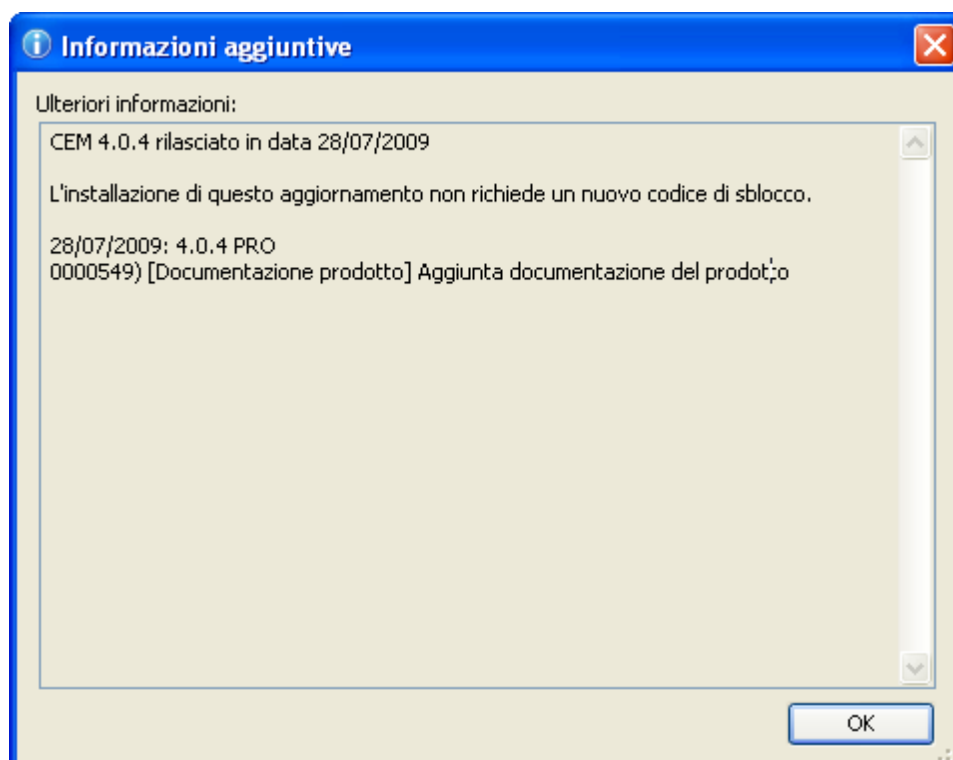 Informazioni aggiuntive
Ulteriori informazioni:
CEM 4.0.4 rilasciato in data 28/07/2009
L'installazione di questo aggiornamento non richiede un nuovo codice di sblocco.
28/07/2009: 4.0.4 PRO
0000549) [Documentazione prodotto] Aggiunta documentazione del prodotto
OK